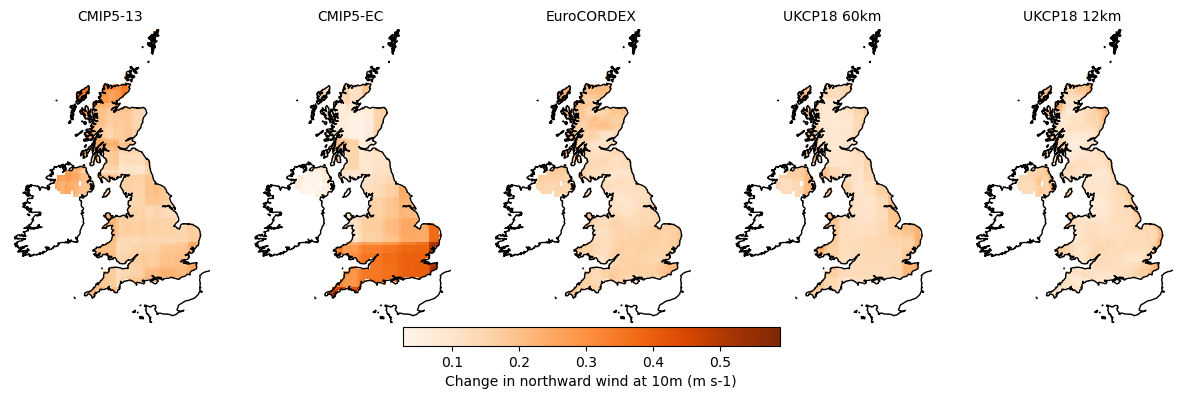 CMIP5-13
CMIP5-EC
EuroCORDEX
UKCP18 60km
UKCP18 12km
0.1
0.2
0.3
0.4
0.5
Change in northward wind at 10m (m s-1)